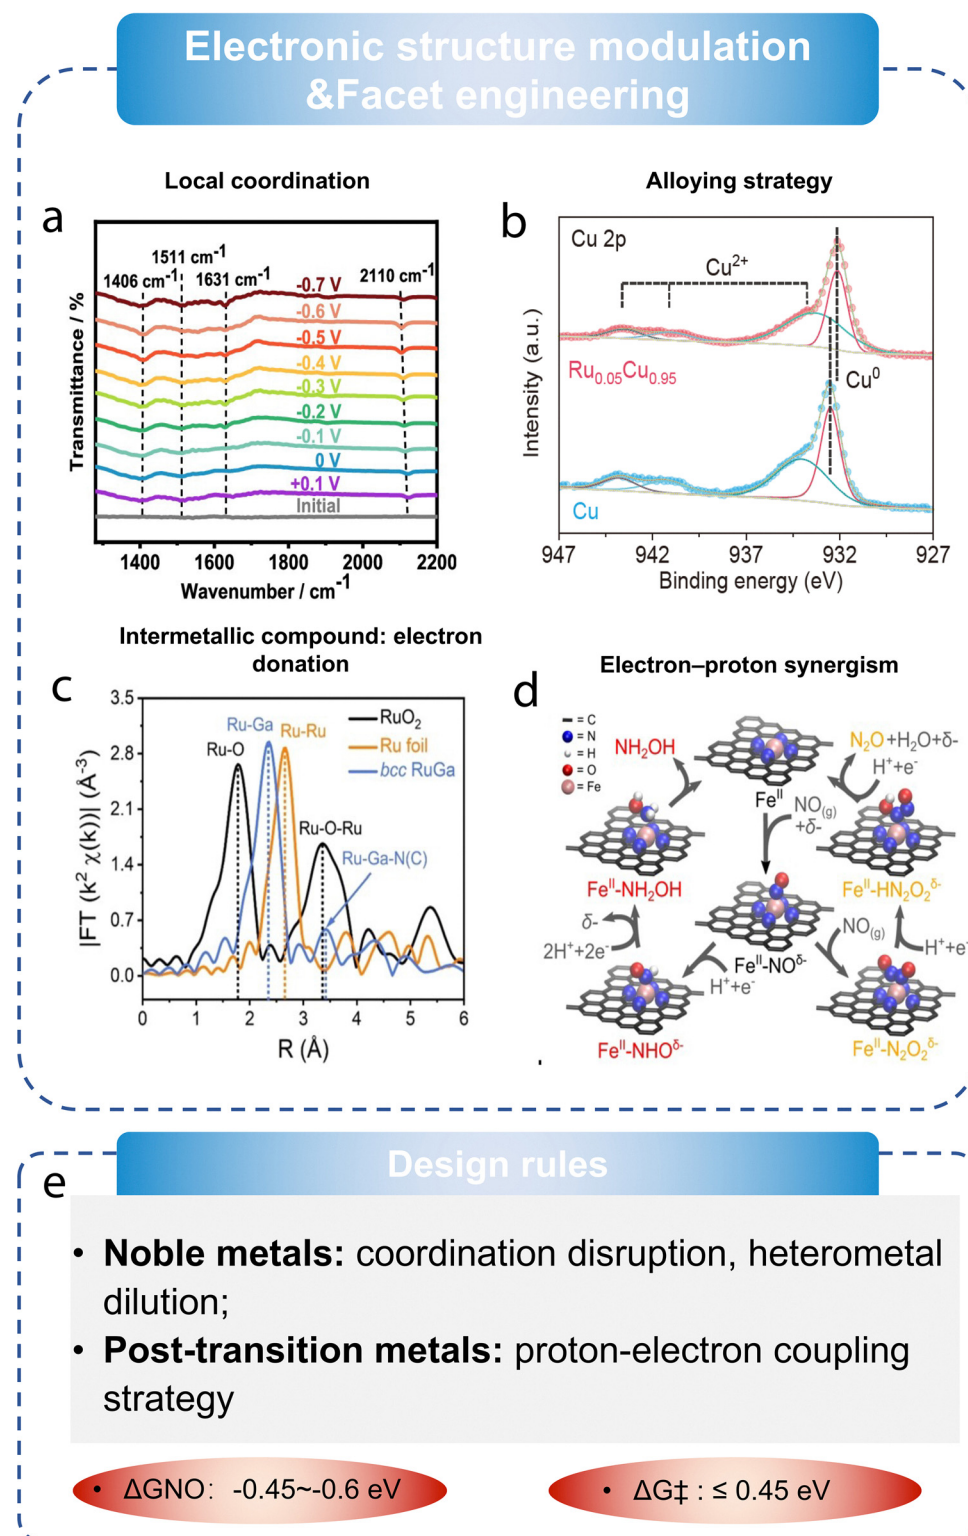 Electronic structure modulation
&Facet engineering
Local coordination
a
1511 cm-1
1406 cm-1
1631 cm-1
2110 cm-1
-0.7 V
-0.6 V
-0.5 V
-0.4 V
-0.3 V
-0.2 V
-0.1 V
0 V
+0.1 V
Initial
Transmittance / %
1400
1600
1800
2000
2200
Wavenumber / cm-1
Alloying strategy
b
Cu 2p
Cu2+
Ru0.05Cu0.95
Cu0
Cu
Intensity (a.u.)
947
942
937
932
927
Binding energy (eV)
Intermetallic compound: electron
donation
c
3.5
2.8
2.1
1.4
0.7
0.0
|FT (k2 χ(k))| (Å-3)
Ru-Ga
Ru-Ru
Ru-O
RuO2
Ru foil
bcc RuGa
Ru-O-Ru
Ru-Ga-N(C)
0
1
2
3
4
5
6
R (Å)
Electron–proton synergism
d
= C
= N
= H
= O
= Fe
NH2OH
N2O+H2O+δ-
H++e-
FeII
NO(g)
+δ-
FeII-NH2OH
FeII-HN2O2δ-
δ-
2H++2e-
NO(g)
H++e-
FeII-NOδ-
H++e-
FeII-NHOδ-
FeII-N2O2δ-
Design rules
e
• Noble metals: coordination disruption, heterometal
dilution;
• Post-transition metals: proton-electron coupling
strategy
• ΔGNO: -0.45~-0.6 eV
• ΔG‡ : ≤ 0.45 eV